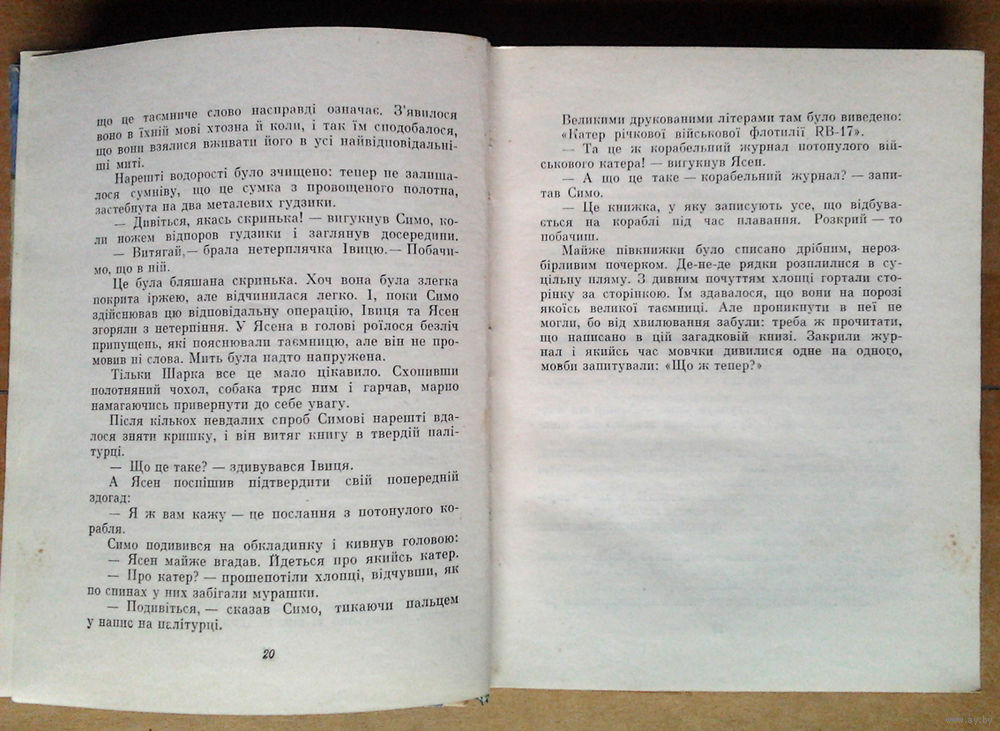 що це таємниче слово насправді означає. З'явилося
воно в їхній мові хтозна й коли, і так їм сподобалося,
що вони взялися вживати його в усі найвідповідальні-
ші миті.
Нарешті водорості було зчищено: тепер не залиша-
лося сумніву, що це сумка з провощеного полотна,
застебнута на два металевих гудзики.
— Дивіться, якась скринька! — вигукнув Симо, ко-
ли ножем відпоров гудзики і заглянув досередини.
— Витягай, — брала нетерплячка Івицю. — Побачи-
мо, що в ній.
Це була бляшана скринька. Хоч вона була злегка
покрита іржею, але відчинилася легко. І, поки Симо
здійснював цю відповідальну операцію, Івиця та Ясен
згоряли з нетерпіння. У Ясена в голові роїлося безліч
припущень, які пояснювали таємницю, але він не про-
мовив ні слова. Мить була надто напружена.
Тільки Шарка все це мало цікавило. Схопивши
полотняний чохол, собака тряс ним і гарчав, марно
намагаючись привернути до себе увагу.
Після кількох невдалих спроб Симові нарешті вда-
лося зняти кришку, і він витяг книгу в твердій палі-
турці.
— Що це таке? — здивувався Івиця.
А Ясен поспішив підтвердити свій попередній
здогад:
— Я ж вам кажу — це послання з потонулого ко-
рабля.
Симо подивився на обкладинку і кивнув головою:
— Ясен майже вгадав. Йдеться про якийсь катер.
— Про катер? — прошепотіли хлопці, відчувши, як
по спинах у них забігали мурашки.
— Подивіться, — сказав Симо, тикаючи пальцем
у напис на палітурці.
20
Великими друкованими літерами там було виведено:
«Катер річкової військової флотилії RB-17».
— Та це ж корабельний журнал потонулого вій-
ськового катера! — вигукнув Ясен.
— А що це таке — корабельний журнал? — запи-
тав Симо.
— Це книжка, у яку записують усе, що відбува-
ється на кораблі під час плавання. Розкрий — то
побачиш.
Майже півкнижки було списано дрібним, нероз-
бірливим почерком. Де-не-де рядки розплилися в су-
цільну пляму. З дивним почуттям хлопці гортали сто-
рінку за сторінкою. Їм здавалося, що вони на порозі
якоїсь великої таємниці. Але проникнути в неї не
могли, бо від хвилювання забули: треба ж прочитати,
що написано в цій загадковій книзі. Закрили жур-
нал і якийсь час мовчки дивилися одне на одного,
мовби запитували: «Що ж тепер?»
www.ay.by